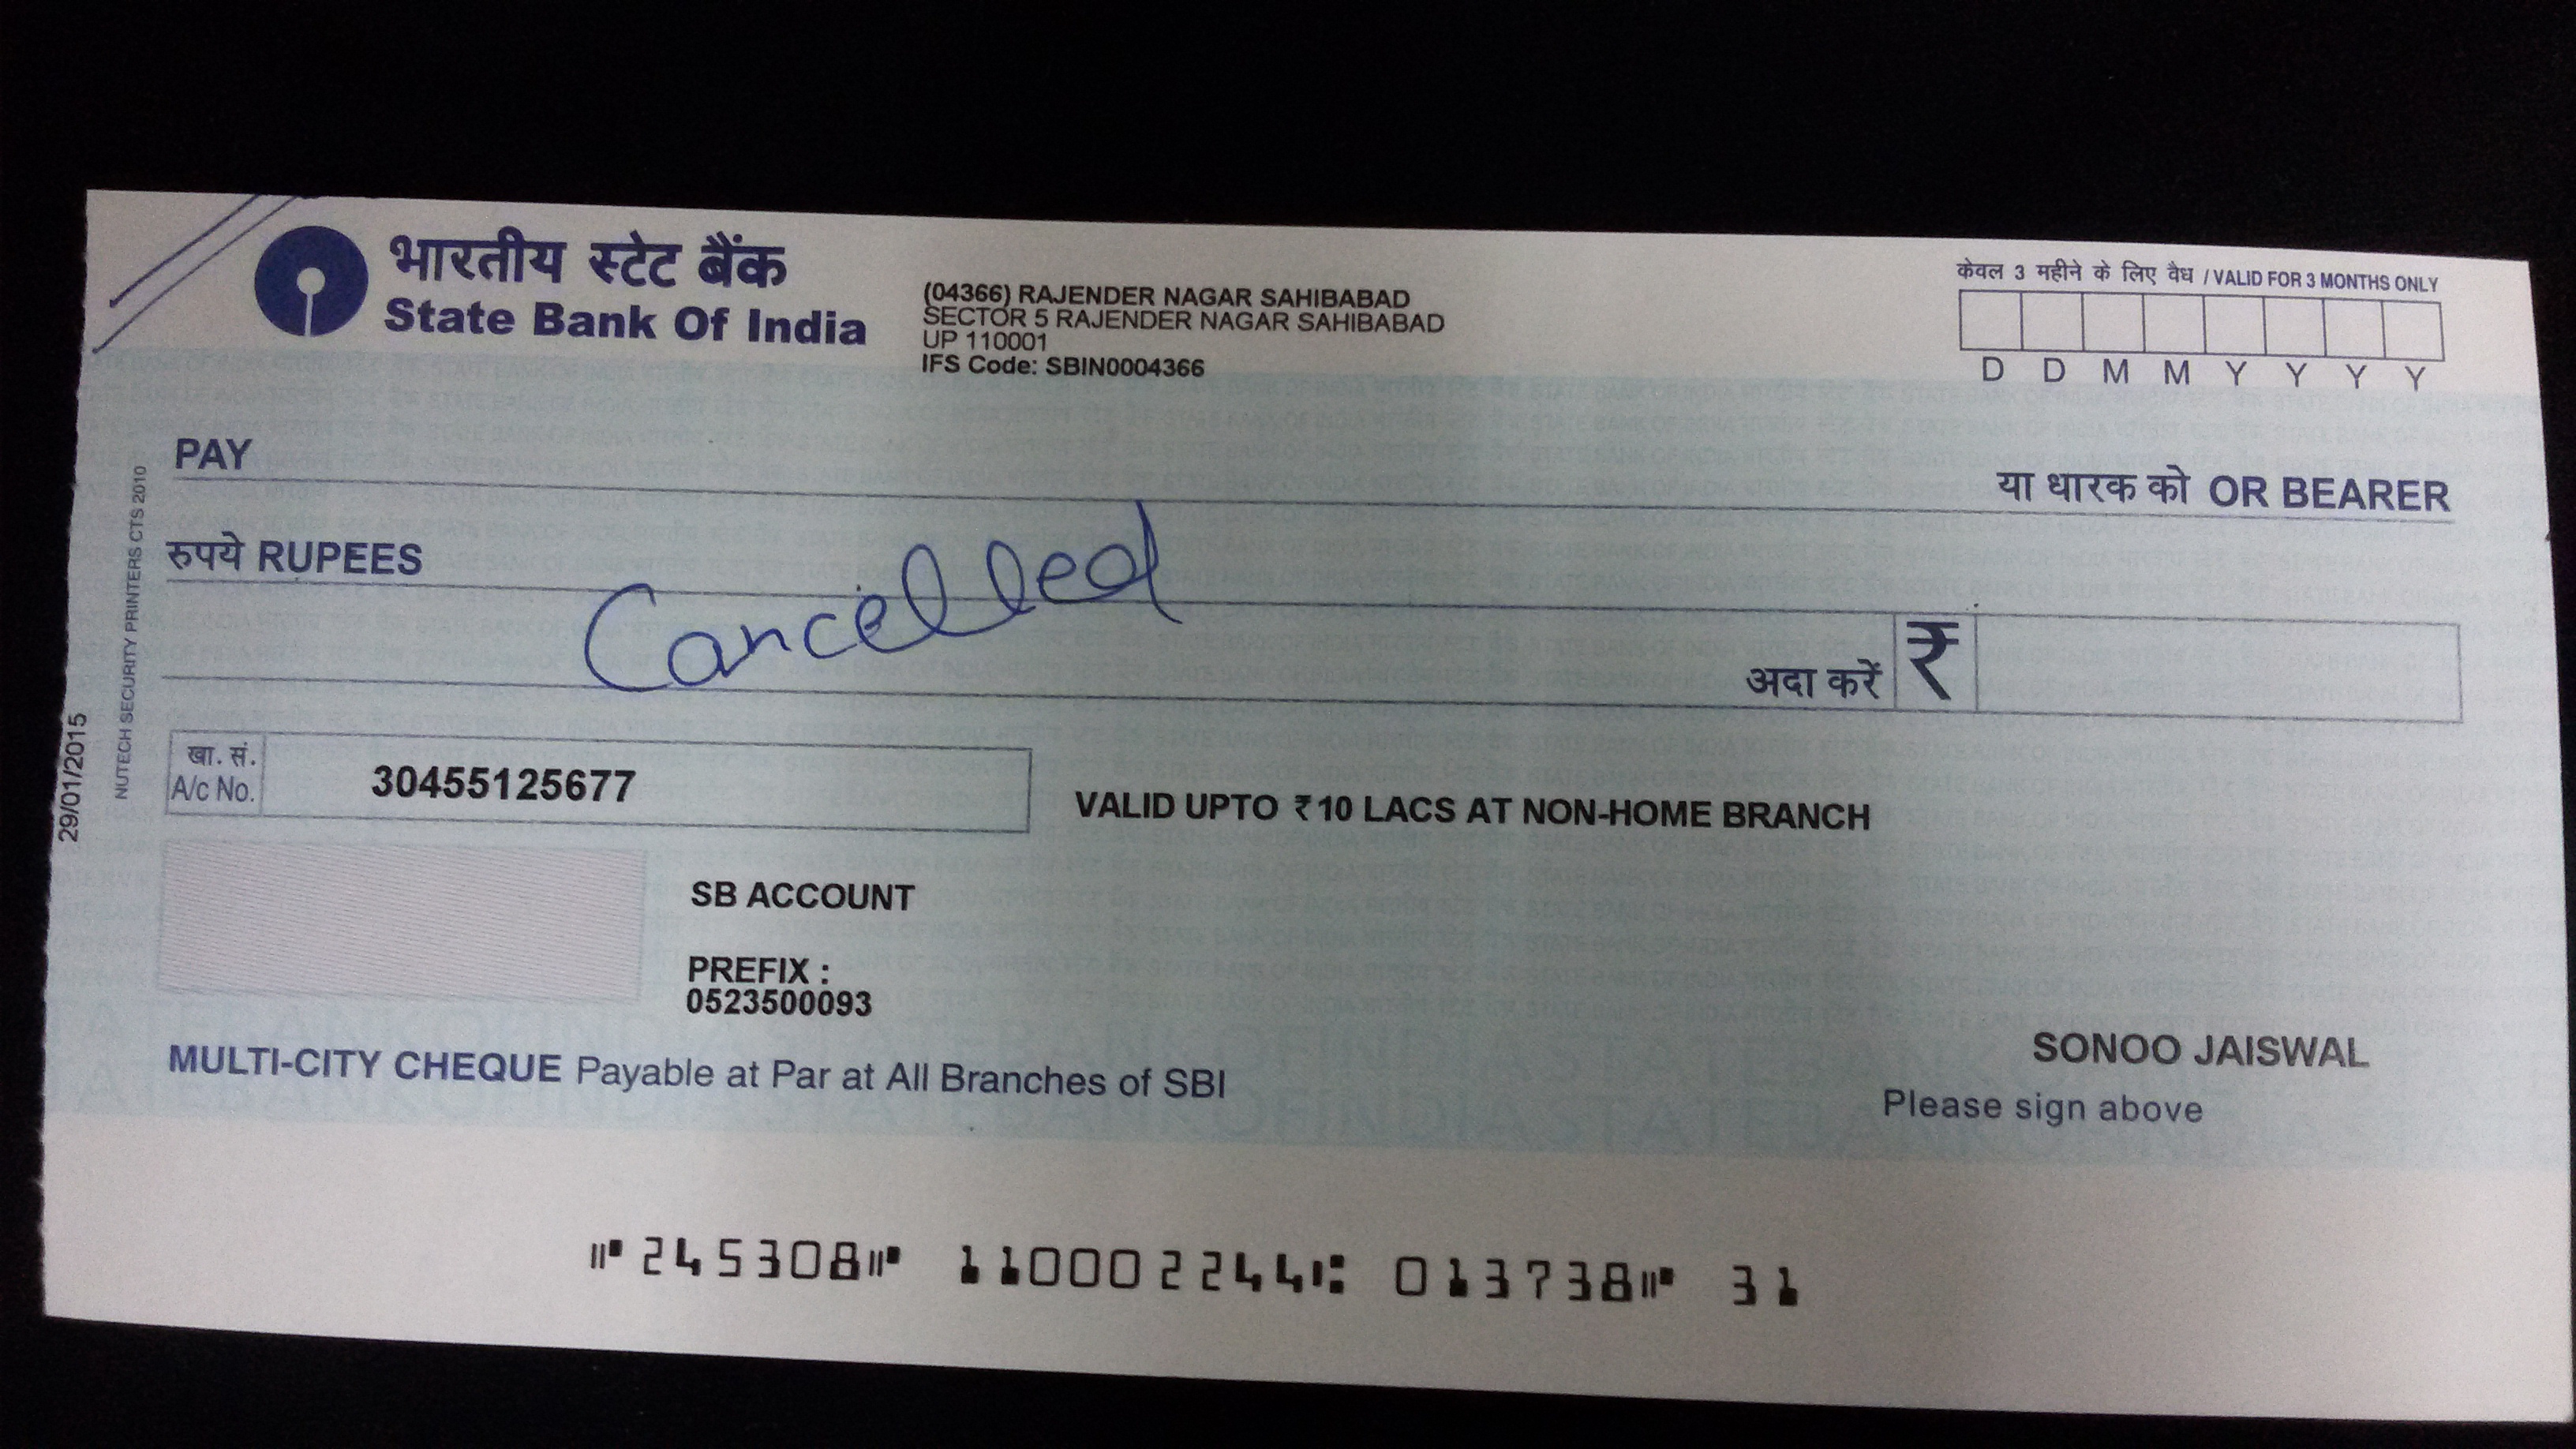 29/01/2015
NUTECH SECURITY PRINTERS CTS 2010
भारतीय स्टेट बैंक
State Bank Of India
(04366) RAJENDER NAGAR SAHIBABAD
SECTOR 5 RAJENDER NAGAR SAHIBABAD
UP 110001
IFS Code: SBIN0004366
केवल 3 महीने के लिए वैध / VALID FOR 3 MONTHS ONLY
D D M M Y Y Y Y
PAY
या धारक को OR BEARER
रुपये RUPEES
Cancelled
अदा करें ₹
खा. सं.
A/c No.
30455125677
VALID UPTO ₹ 10 LACS AT NON-HOME BRANCH
SB ACCOUNT
PREFIX :
0523500093
SONOO JAISWAL
MULTI-CITY CHEQUE Payable at Par at All Branches of SBI
Please sign above
⑈245308⑈ 110002244⑆ 013738⑈ 31